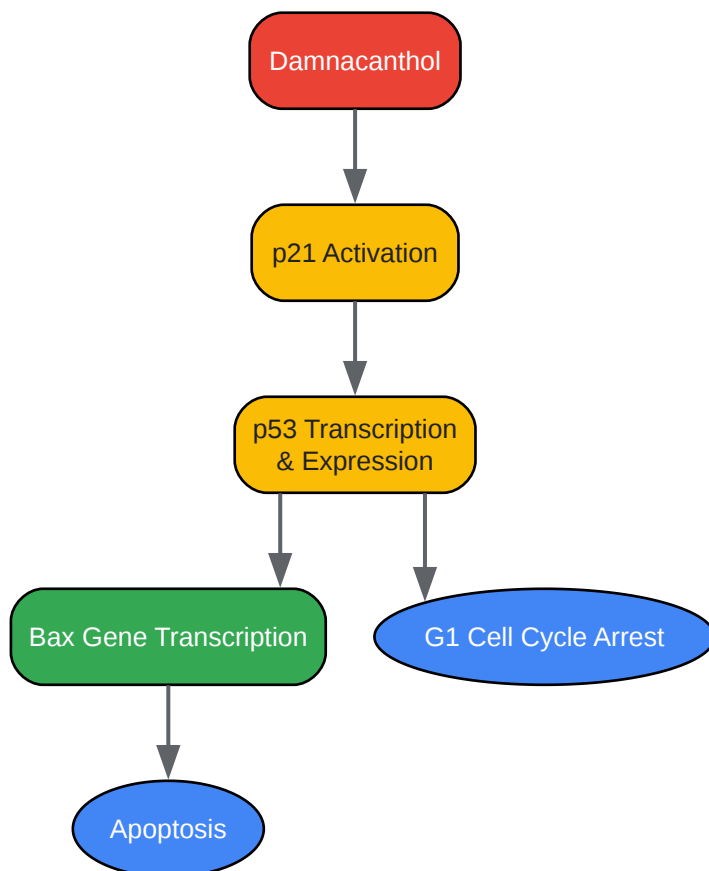 Damnacanthol
p21 Activation
p53 Transcription
& Expression
Bax Gene Transcription
G1 Cell Cycle Arrest
Apoptosis